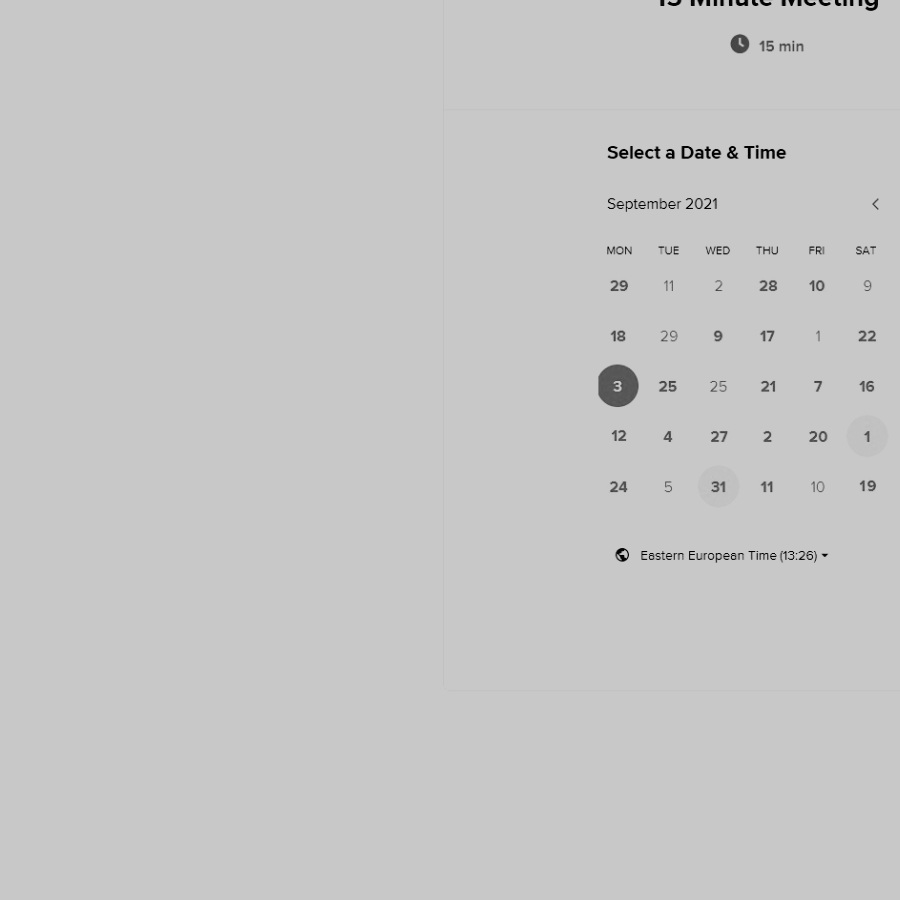 15 Minute Meeting
15 min
Select a Date & Time
September 2021
MON TUE WED THU FRI SAT
29 11 2 28 10 9
18 29 9 17 1 22
3 25 25 21 7 16
12 4 27 2 20 1
24 5 31 11 10 19
Eastern European Time (13:26)